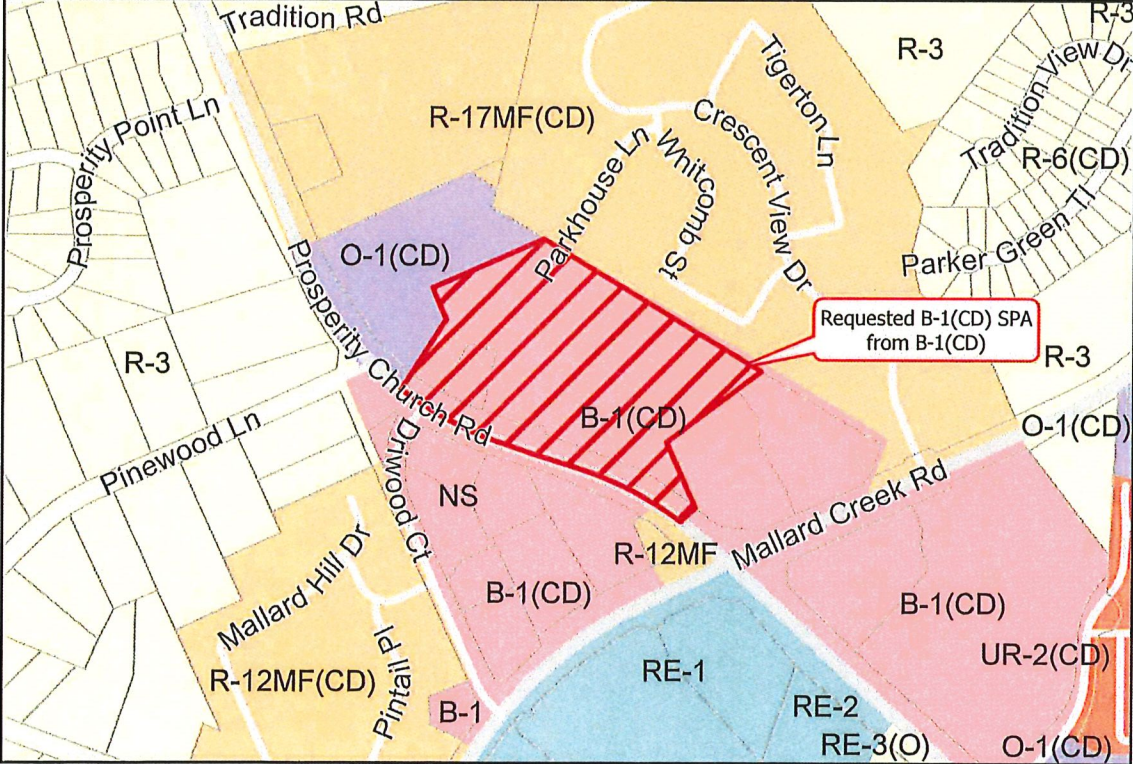 Tradition Rd
R-3
R-3
Tigerton Ln
Tradition View Dr
Prosperity Point Ln
R-17MF(CD)
Crescent View Dr
Parkhouse Ln
Whitcomb St
R-6(CD)
Parker Green Tl
O-1(CD)
Prosperity Church Rd
Requested B-1(CD) SPA
from B-1(CD)
R-3
R-3
B-1(CD)
O-1(CD)
Pinewood Ln
Driwood Ct
NS
Mallard Creek Rd
R-12MF
Mallard Hill Dr
B-1(CD)
B-1(CD)
UR-2(CD)
R-12MF(CD)
Pintail Pl
RE-1
B-1
RE-2
RE-3(O)
O-1(CD)